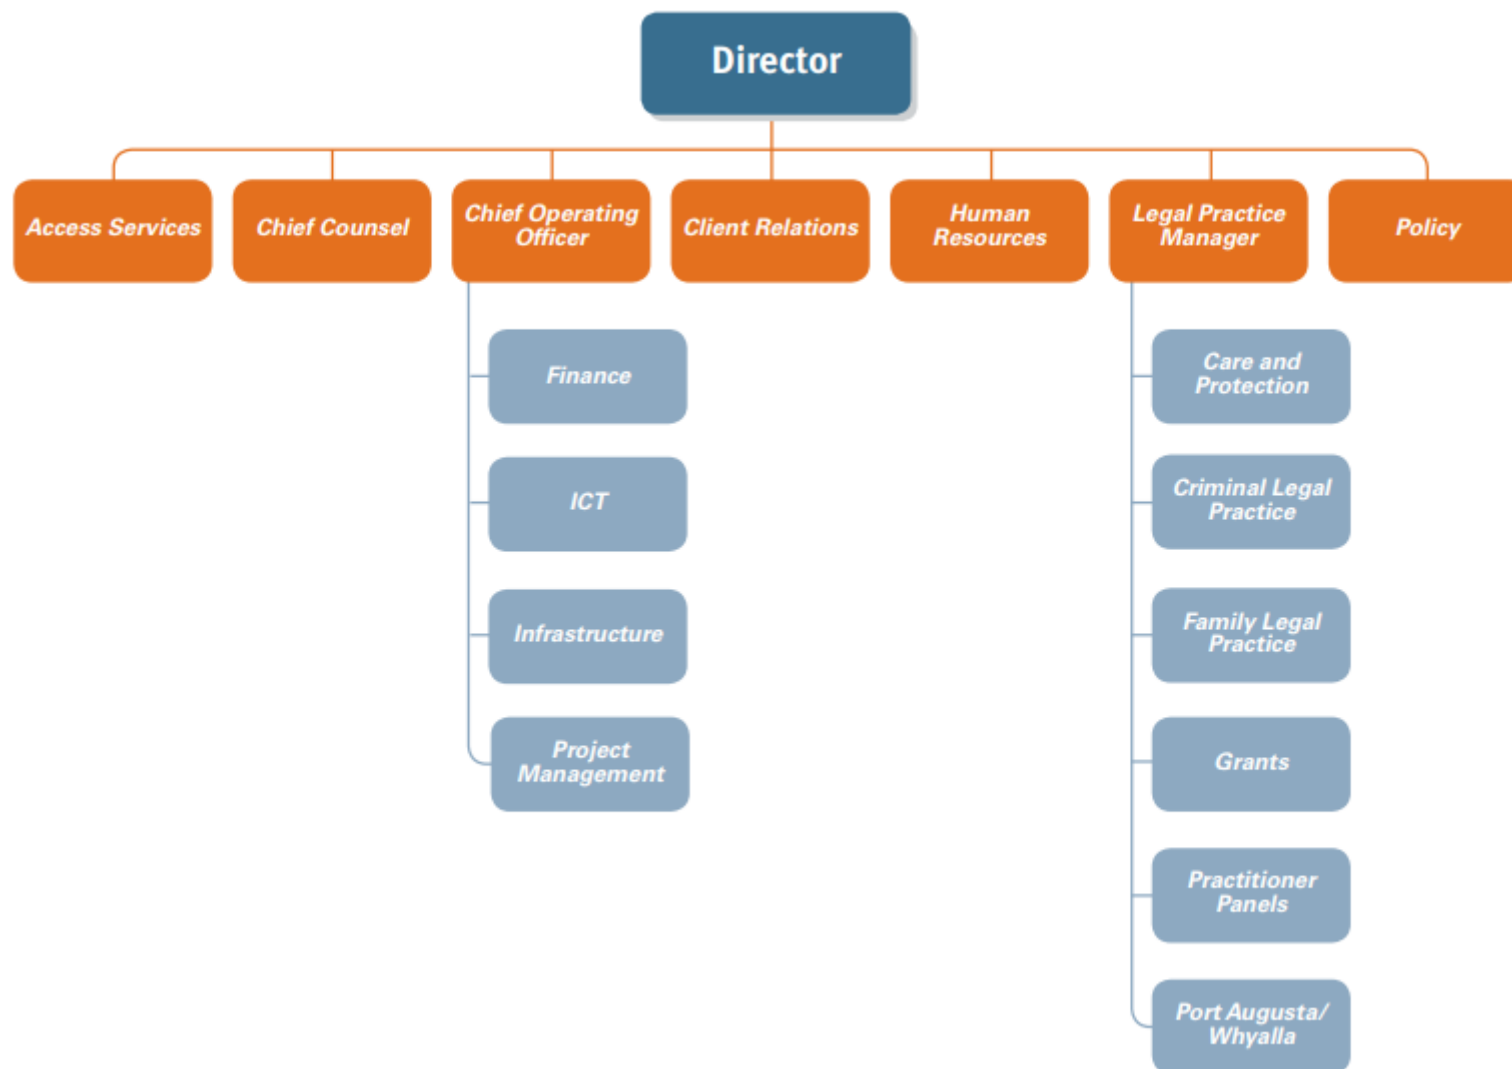 Director
Access Services
Chief Counsel
Chief Operating
Officer
Client Relations
Human
Resources
Legal Practice
Manager
Policy
Finance
ICT
Infrastructure
Project
Management
Care and
Protection
Criminal Legal
Practice
Family Legal
Practice
Grants
Practitioner
Panels
Port Augusta/
Whyalla